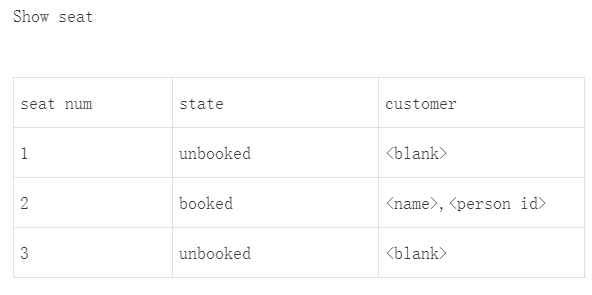 Show seat
seat num state customer
1 unbooked <blank>
2 booked <name>,<person id>
3 unbooked <blank>